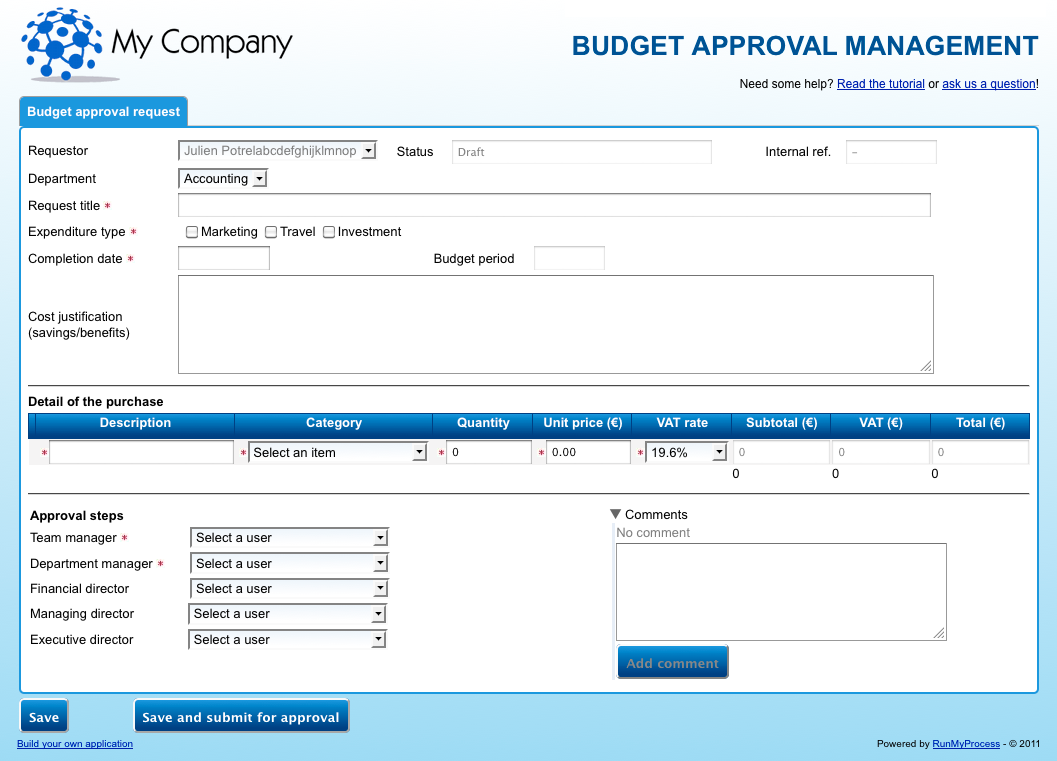 My Company
BUDGET APPROVAL MANAGEMENT
Need some help? Read the tutorial or ask us a question!
Budget approval request
Requestor Julien Potrelabcdefghijklmnop Status Draft Internal ref. –
Department Accounting
Request title *
Expenditure type * Marketing Travel Investment
Completion date * Budget period
Cost justification
(savings/benefits)
Detail of the purchase
Description Category Quantity Unit price (€) VAT rate Subtotal (€) VAT (€) Total (€)
* * Select an item * 0 * 0.00 * 19.6% 0 0 0
0 0 0
Approval steps
Team manager * Select a user
Department manager * Select a user
Financial director Select a user
Managing director Select a user
Executive director Select a user
Comments
No comment
Add comment
Save Save and submit for approval
Build your own application Powered by RunMyProcess - © 2011